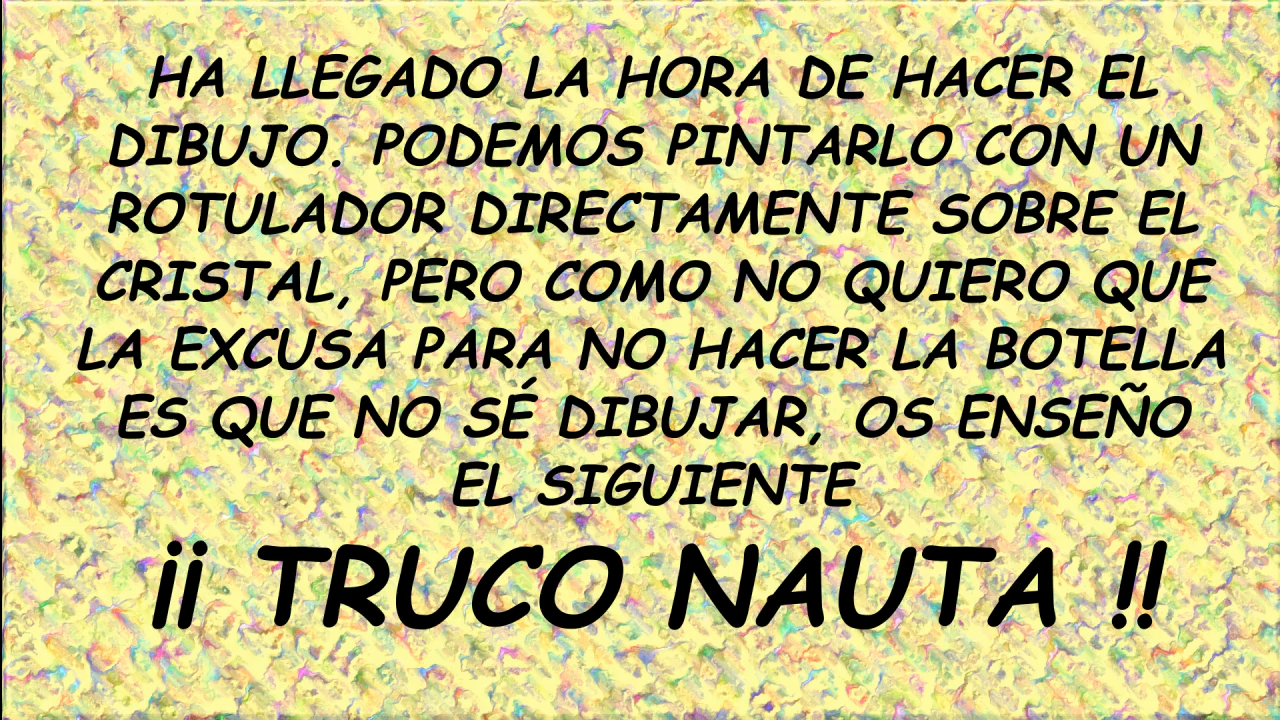 HA LLEGADO LA HORA DE HACER EL
DIBUJO. PODEMOS PINTARLO CON UN
ROTULADOR DIRECTAMENTE SOBRE EL
CRISTAL, PERO COMO NO QUIERO QUE
LA EXCUSA PARA NO HACER LA BOTELLA
ES QUE NO SÉ DIBUJAR, OS ENSEÑO
EL SIGUIENTE
¡¡ TRUCO NAUTA !!